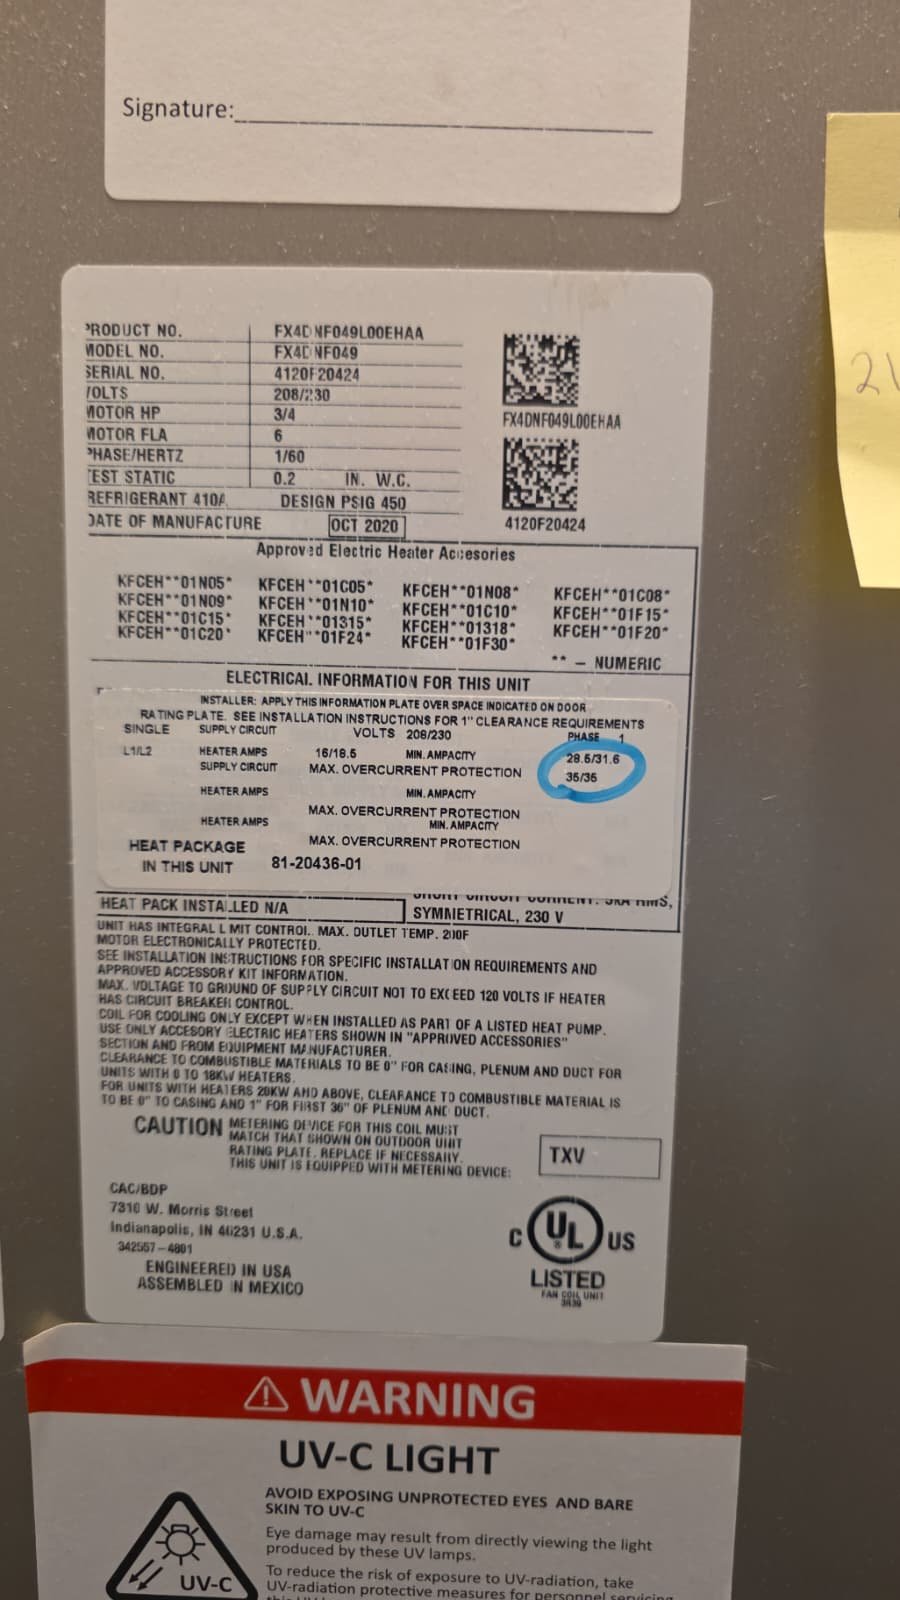 Signature:
PRODUCT NO. FX4DNF049L00EHAA
MODEL NO. FX4DNF049
SERIAL NO. 4120F20424
VOLTS 208/230
MOTOR HP 3/4
MOTOR FLA 6
PHASE/HERTZ 1/60
TEST STATIC 0.2 IN. W.C.
REFRIGERANT 410A DESIGN PSIG 450
DATE OF MANUFACTURE OCT 2020
FX4DNF049L00EHAA
4120F20424
Approved Electric Heater Accesories
KFCEH**01N05* KFCEH**01C05* KFCEH**01N08* KFCEH**01C08*
KFCEH**01N09* KFCEH**01N10* KFCEH**01C10* KFCEH**01F15*
KFCEH**01C15* KFCEH**01315* KFCEH**01318* KFCEH**01F20*
KFCEH**01C20* KFCEH**01F24* KFCEH**01F30*
** – NUMERIC
ELECTRICAL INFORMATION FOR THIS UNIT
INSTALLER: APPLY THIS INFORMATION PLATE OVER SPACE INDICATED ON DOOR
RATING PLATE. SEE INSTALLATION INSTRUCTIONS FOR 1" CLEARANCE REQUIREMENTS
SINGLE SUPPLY CIRCUIT VOLTS 208/230 PHASE 1
L1/L2 HEATER AMPS 16/18.5 MIN. AMPACITY 28.5/31.6
SUPPLY CIRCUIT MAX. OVERCURRENT PROTECTION 35/35
HEATER AMPS MIN. AMPACITY
MAX. OVERCURRENT PROTECTION
HEATER AMPS MIN. AMPACITY
HEAT PACKAGE MAX. OVERCURRENT PROTECTION
IN THIS UNIT 81-20436-01
SHORT CIRCUIT CURRENT: 5KA RMS,
HEAT PACK INSTALLED N/A SYMMETRICAL, 230 V
UNIT HAS INTEGRAL LIMIT CONTROL. MAX. OUTLET TEMP. 200F
MOTOR ELECTRONICALLY PROTECTED.
SEE INSTALLATION INSTRUCTIONS FOR SPECIFIC INSTALLATION REQUIREMENTS AND
APPROVED ACCESSORY KIT INFORMATION.
MAX. VOLTAGE TO GROUND OF SUPPLY CIRCUIT NOT TO EXCEED 120 VOLTS IF HEATER
HAS CIRCUIT BREAKER CONTROL.
COIL FOR COOLING ONLY EXCEPT WHEN INSTALLED AS PART OF A LISTED HEAT PUMP.
USE ONLY ACCESORY ELECTRIC HEATERS SHOWN IN "APPROVED ACCESSORIES"
SECTION AND FROM EQUIPMENT MANUFACTURER.
CLEARANCE TO COMBUSTIBLE MATERIALS TO BE 0" FOR CASING, PLENUM AND DUCT FOR
UNITS WITH 0 TO 18KW HEATERS.
FOR UNITS WITH HEATERS 20KW AND ABOVE, CLEARANCE TO COMBUSTIBLE MATERIAL IS
TO BE 0" TO CASING AND 1" FOR FIRST 36" OF PLENUM AND DUCT.
CAUTION METERING DEVICE FOR THIS COIL MUST
MATCH THAT SHOWN ON OUTDOOR UNIT
RATING PLATE. REPLACE IF NECESSARY.
THIS UNIT IS EQUIPPED WITH METERING DEVICE: TXV
CAC/BDP
7310 W. Morris Street
Indianapolis, IN 46231 U.S.A.
342557-4801
ENGINEERED IN USA
ASSEMBLED IN MEXICO
C UL US
LISTED
FAN COIL UNIT
WARNING
UV-C LIGHT
AVOID EXPOSING UNPROTECTED EYES AND BARE
SKIN TO UV-C
Eye damage may result from directly viewing the light
produced by these UV lamps.
To reduce the risk of exposure to UV-radiation, take
UV-radiation protective measures for personnel servicing
UV-C